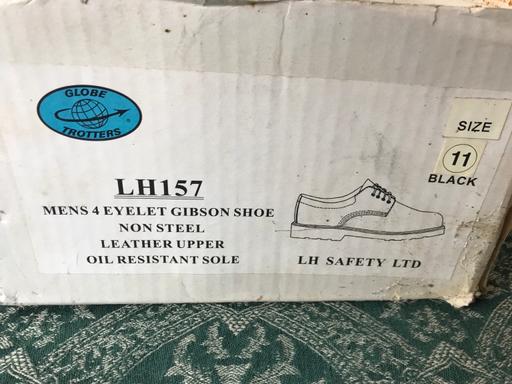 GLOBE
TROTTERS
LH157
MENS 4 EYELET GIBSON SHOE
NON STEEL
LEATHER UPPER
OIL RESISTANT SOLE
LH SAFETY LTD
SIZE
11
BLACK